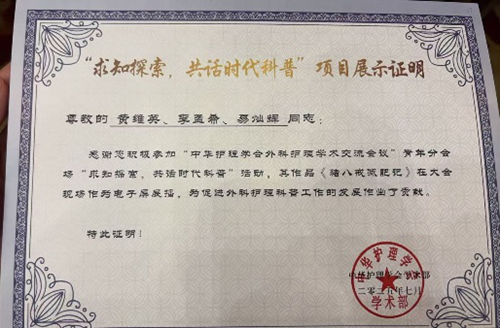 “求知探索，共话时代科普”项目展示证明
尊敬的 黄维英、李孟希、易灿辉 同志：
感谢您积极参加“中华护理学会外科护理学术交流会议”青年分会
场“求知探索，共话时代科普”活动，其作品《猪八戒减肥记》在大会
现场作为电子屏展播，为促进外科护理科普工作的发展作出了贡献。
特此证明！
中华护理学会学术部
学术部